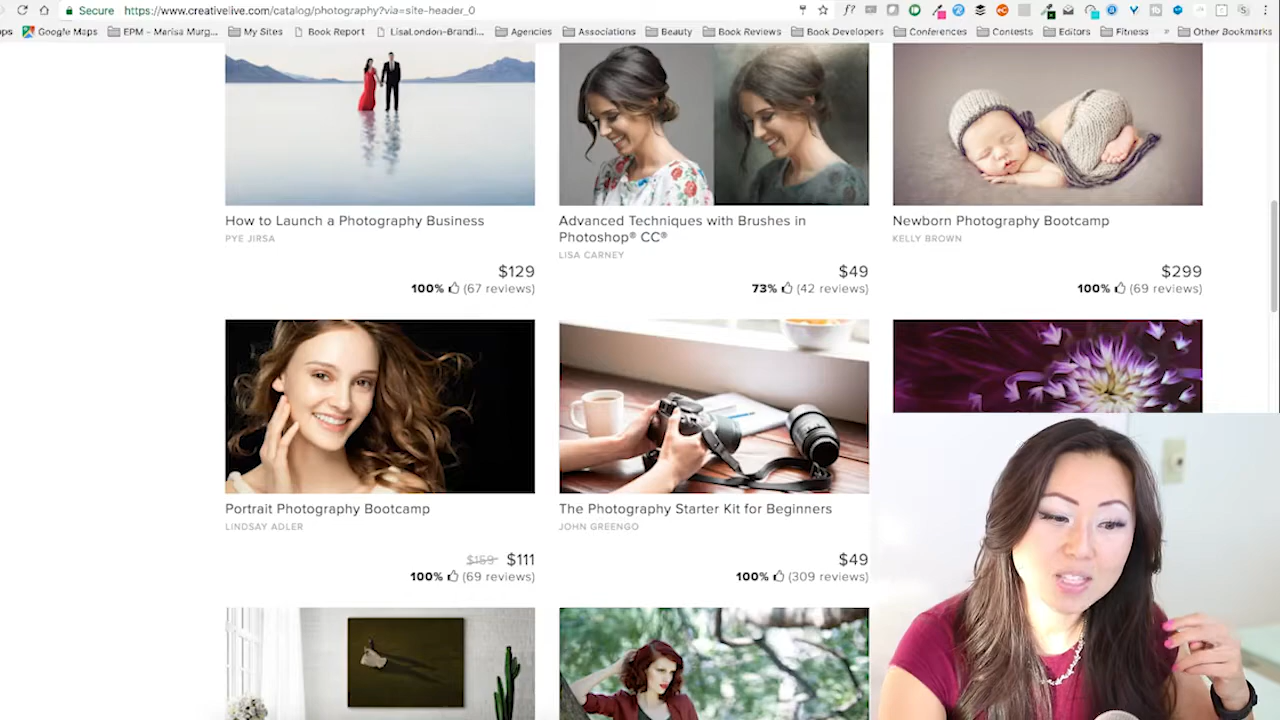 Secure https://www.creativelive.com/catalog/photography?via=site-header_0
ps Google Maps EPM - Marisa Murg... My Sites Book Report LisaLondon-Brandi... Agencies Associations Beauty Book Reviews Book Developers Conferences Contests Editors Fitness » Other Bookmarks
How to Launch a Photography Business
PYE JIRSA
$129
100% (67 reviews)
Advanced Techniques with Brushes in
Photoshop® CC®
LISA CARNEY
$49
73% (42 reviews)
Newborn Photography Bootcamp
KELLY BROWN
$299
100% (69 reviews)
Portrait Photography Bootcamp
LINDSAY ADLER
$159 $111
100% (69 reviews)
The Photography Starter Kit for Beginners
JOHN GREENGO
$49
100% (309 reviews)